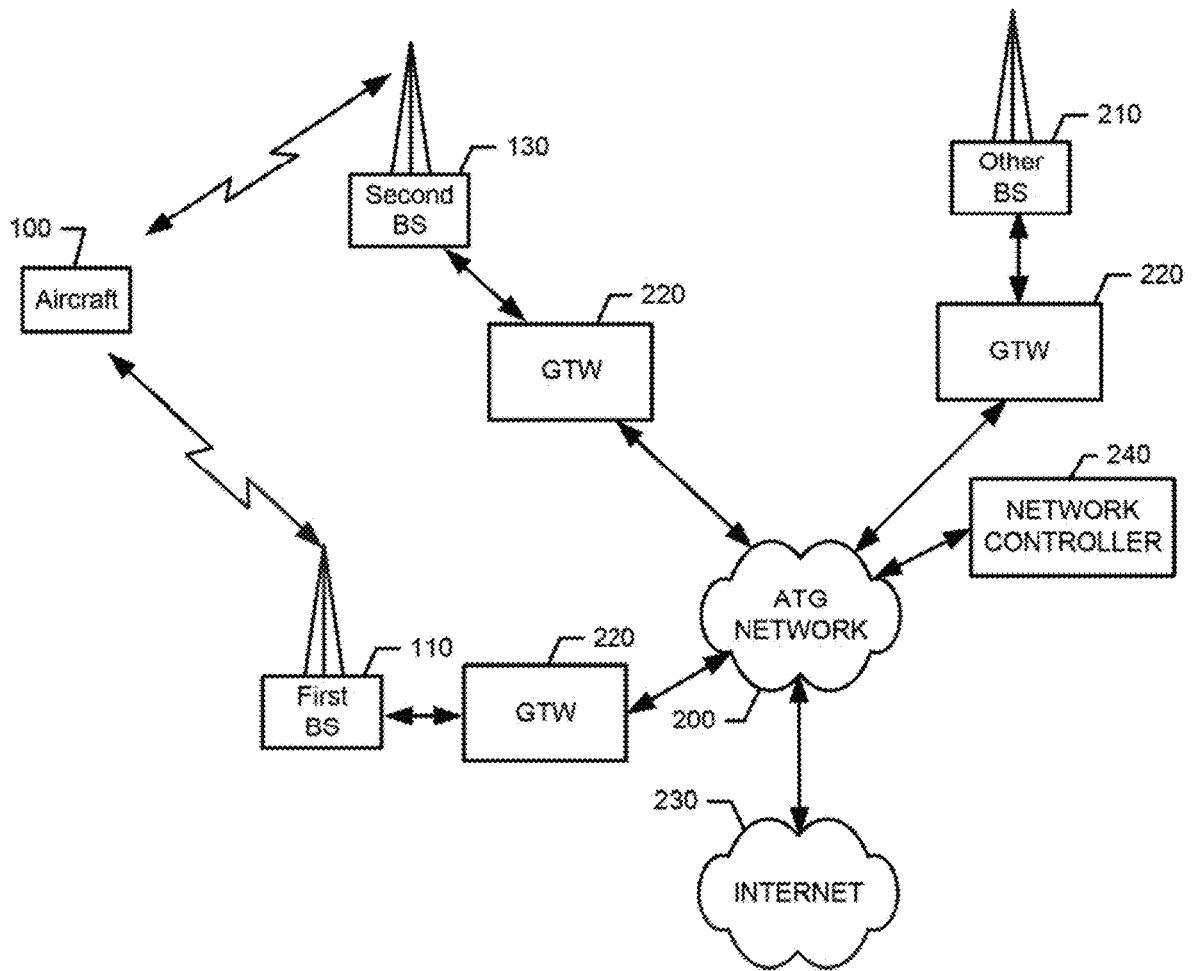 210
Other
BS
130
Second
BS
100
Aircraft
220
GTW
220
GTW
240
NETWORK
CONTROLLER
ATG
NETWORK
200
110
First
BS
220
GTW
230
INTERNET